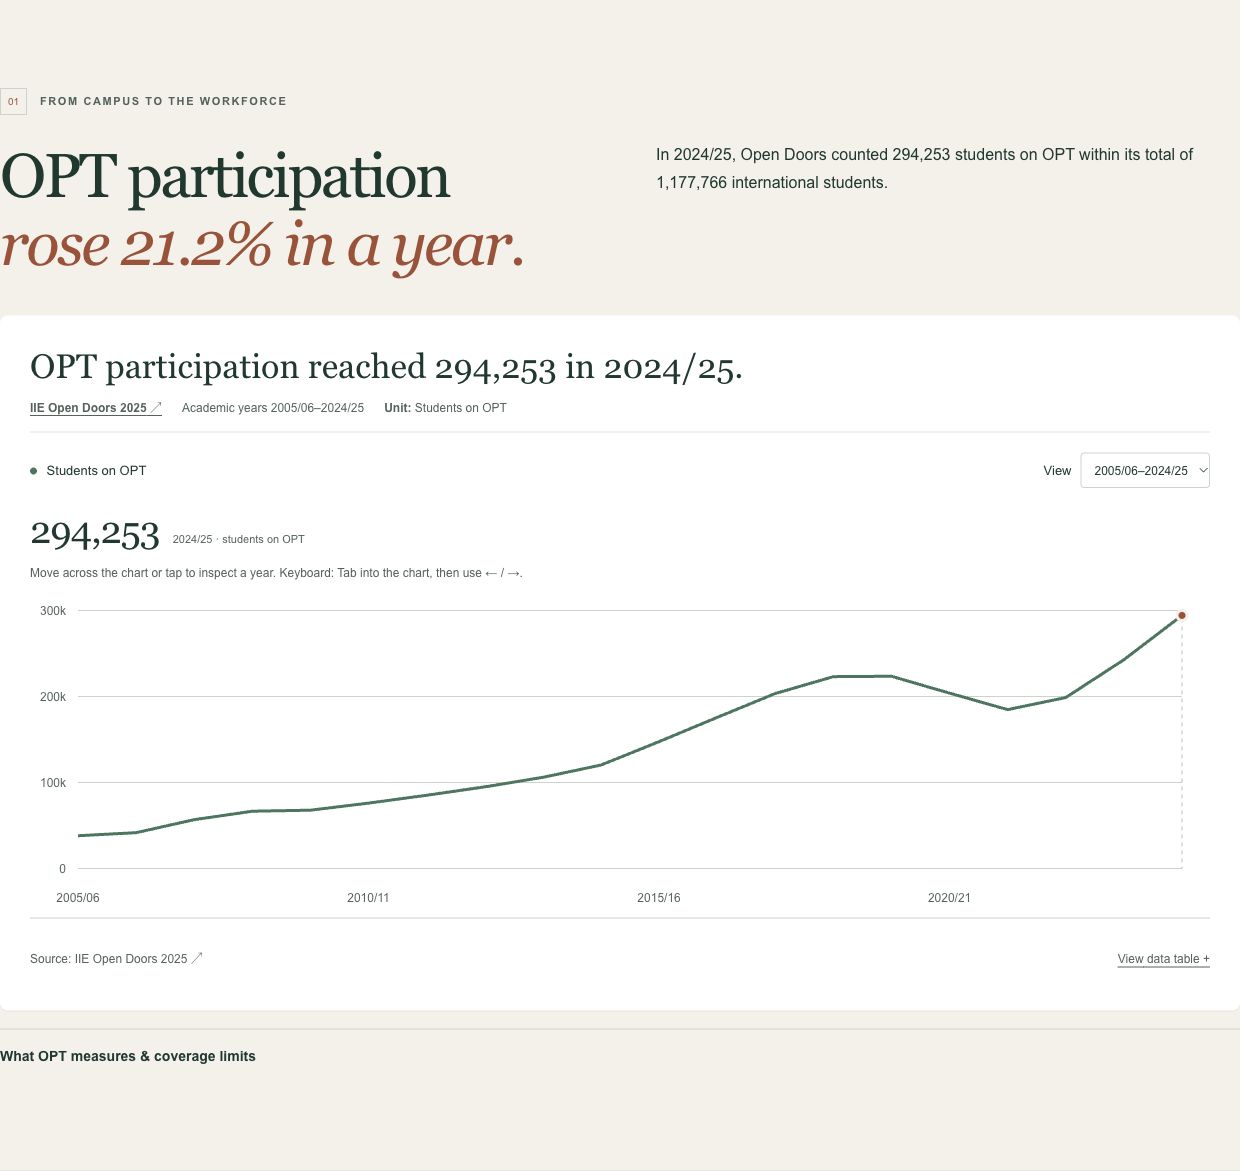 01 FROM CAMPUS TO THE WORKFORCE
OPT participation
rose 21.2% in a year.
In 2024/25, Open Doors counted 294,253 students on OPT within its total of
1,177,766 international students.
OPT participation reached 294,253 in 2024/25.
IIE Open Doors 2025 ↗ Academic years 2005/06–2024/25 Unit: Students on OPT
Students on OPT
View 2005/06–2024/25
294,253 2024/25 · students on OPT
Move across the chart or tap to inspect a year. Keyboard: Tab into the chart, then use ← / →.
300k
200k
100k
0
2005/06 2010/11 2015/16 2020/21
Source: IIE Open Doors 2025 ↗
View data table +
What OPT measures & coverage limits